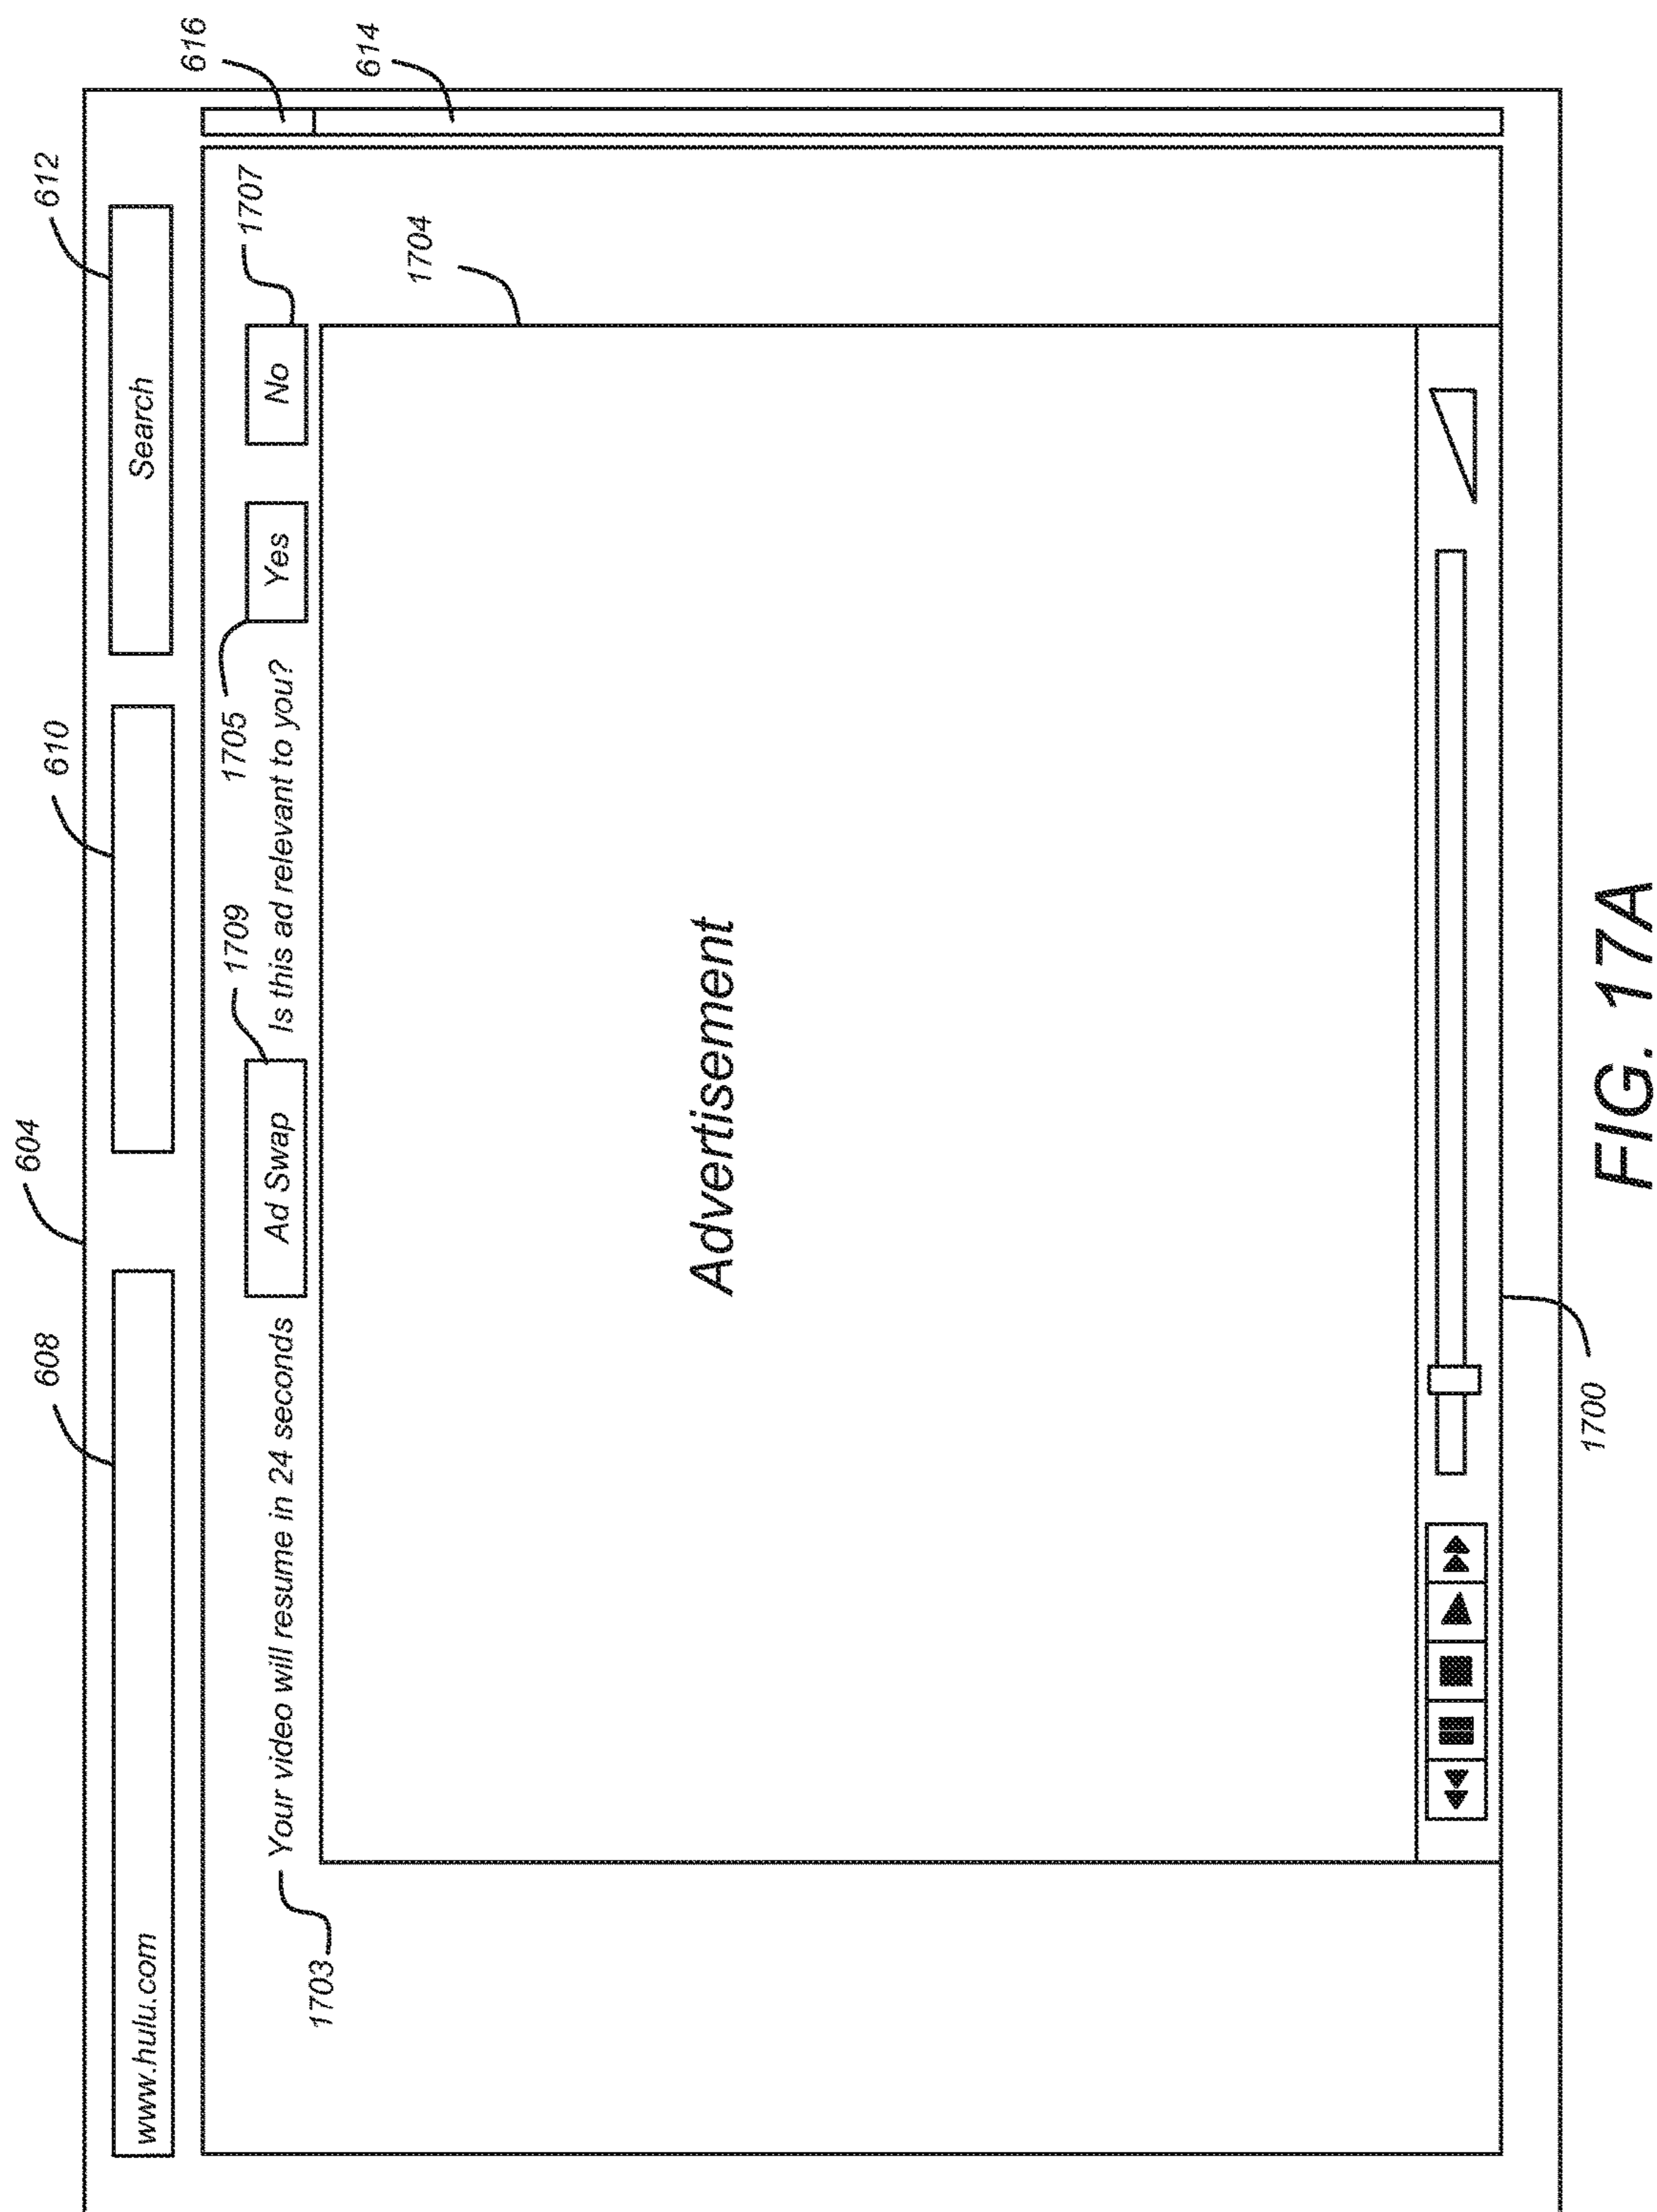 604
608
610
612
616
www.hulu.com
Search
614
1709
1705
1707
Your video will resume in 24 seconds
Ad Swap
Is this ad relevant to you?
Yes
No
1703
1704
Advertisement
1700
FIG. 17A